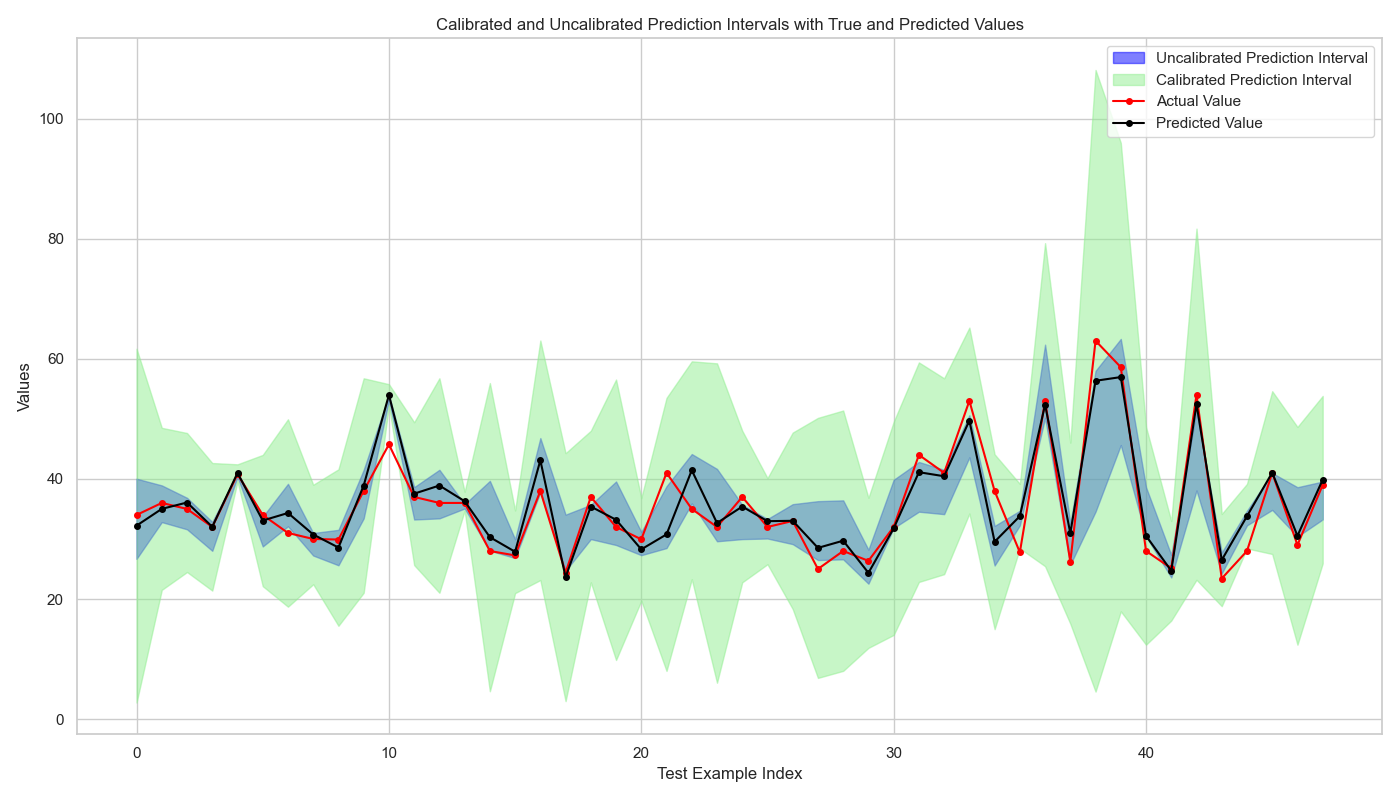 Calibrated and Uncalibrated Prediction Intervals with True and Predicted Values
Uncalibrated Prediction Interval
Calibrated Prediction Interval
Actual Value
Predicted Value
Values
100
80
60
40
20
0
0
10
20
30
40
Test Example Index